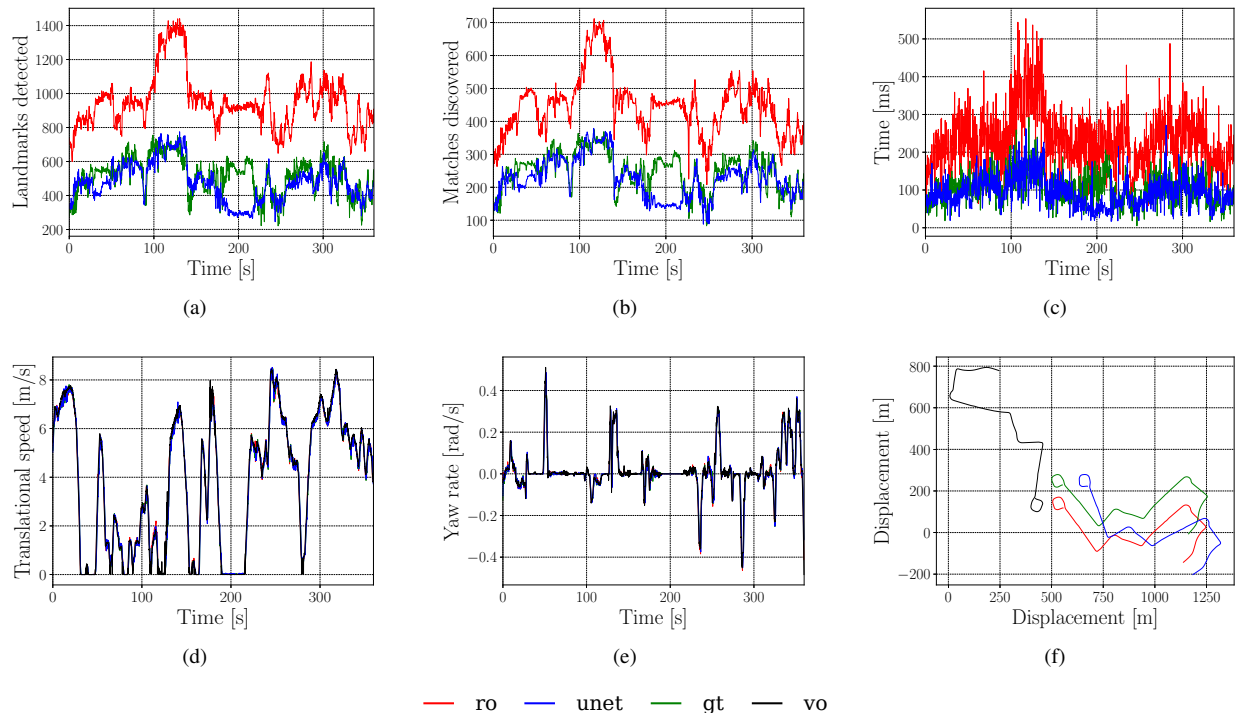 1400
1200
1000
800
600
400
200
Landmarks detected
0 100 200 300
Time [s]
(a)
700
600
500
400
300
200
100
Matches discovered
0 100 200 300
Time [s]
(b)
500
400
300
200
100
0
Time [ms]
0 100 200 300
Time [s]
(c)
8
6
4
2
0
Translational speed [m/s]
0 100 200 300
Time [s]
(d)
0.4
0.2
0.0
−0.2
−0.4
Yaw rate [rad/s]
0 100 200 300
Time [s]
(e)
800
600
400
200
0
−200
Displacement [m]
0 250 500 750 1000 1250
Displacement [m]
(f)
ro unet gt vo